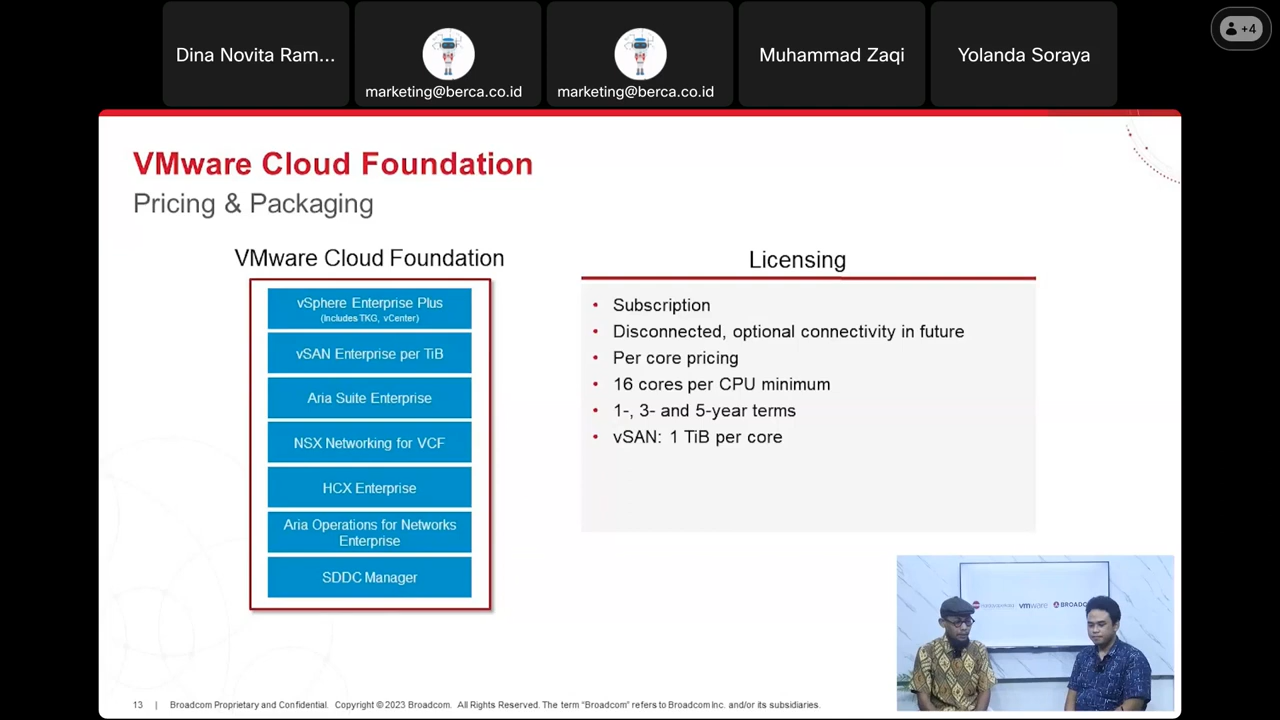 Dina Novita Ram...
marketing@berca.co.id
marketing@berca.co.id
Muhammad Zaqi
Yolanda Soraya
+4
VMware Cloud Foundation
Pricing & Packaging
VMware Cloud Foundation
vSphere Enterprise Plus
(Includes TKG, vCenter)
vSAN Enterprise per TiB
Aria Suite Enterprise
NSX Networking for VCF
HCX Enterprise
Aria Operations for Networks
Enterprise
SDDC Manager
Licensing
• Subscription
• Disconnected, optional connectivity in future
• Per core pricing
• 16 cores per CPU minimum
• 1-, 3- and 5-year terms
• vSAN: 1 TiB per core
vmware
13 | Broadcom Proprietary and Confidential. Copyright © 2023 Broadcom. All Rights Reserved. The term “Broadcom” refers to Broadcom Inc. and/or its subsidiaries.